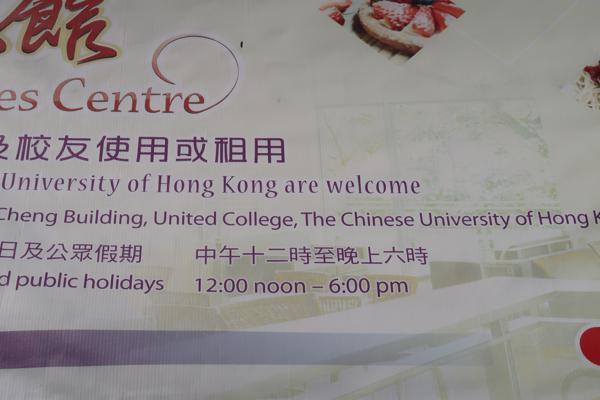 館
es Centre
及校友使用或租用
University of Hong Kong are welcome
Cheng Building, United College, The Chinese University of Hong K
日及公眾假期 中午十二時至晚上六時
d public holidays 12:00 noon – 6:00 pm